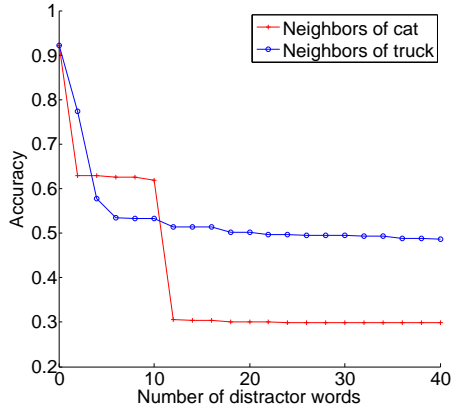 1
0.9
0.8
0.7
0.6
0.5
0.4
0.3
0.2
Accuracy
Neighbors of cat
Neighbors of truck
0 10 20 30 40
Number of distractor words